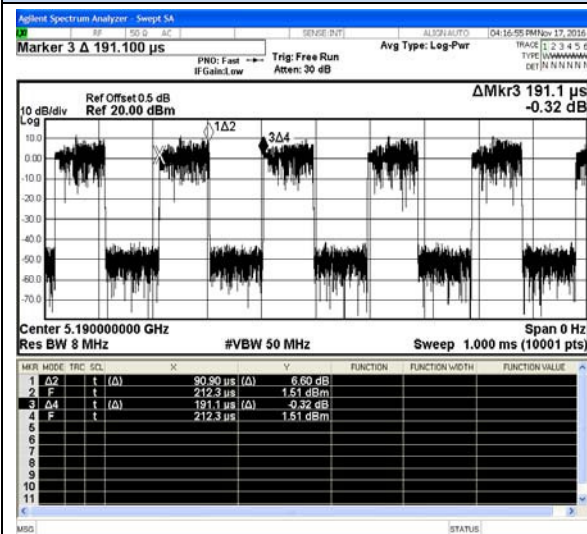 Agilent Spectrum Analyzer - Swept SA
LXI RF 50 Ω AC SENSE:INT ALIGN AUTO 04:16:55 PM Nov 17, 2016
Marker 3 Δ 191.100 µs
PNO: Fast Trig: Free Run Avg Type: Log-Pwr TRACE 1 2 3 4 5 6
IFGain:Low Atten: 30 dB TYPE
DET N N N N N N
ΔMkr3 191.1 µs
-0.32 dB
Ref Offset 0.5 dB
10 dB/div Ref 20.00 dBm
Log
1Δ2
3Δ4
X
10.0
0.00
-10.0
-20.0
-30.0
-40.0
-50.0
-60.0
-70.0
Center 5.190000000 GHz Span 0 Hz
Res BW 8 MHz #VBW 50 MHz Sweep 1.000 ms (10001 pts)
MKR MODE TRC SCL X Y FUNCTION FUNCTION WIDTH FUNCTION VALUE
1 Δ2 t (Δ) 90.90 µs (Δ) 6.60 dB
2 F t 212.3 µs 1.51 dBm
3 Δ4 t (Δ) 191.1 µs (Δ) -0.32 dB
4 F t 212.3 µs 1.51 dBm
5
6
7
8
9
10
11
MSG STATUS